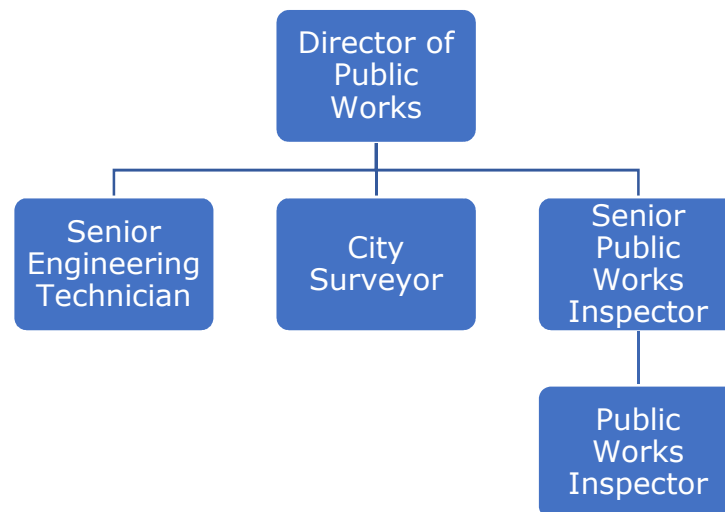 Director of
Public
Works
Senior
Engineering
Technician
City
Surveyor
Senior
Public
Works
Inspector
Public
Works
Inspector